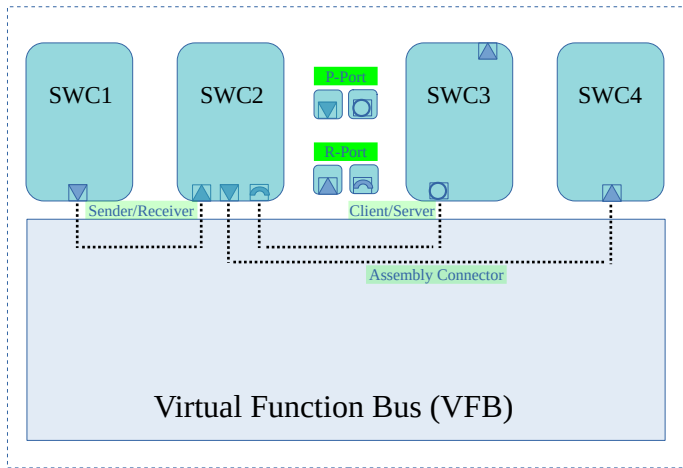 SWC1
SWC2
P-Port
SWC3
SWC4
R-Port
Sender/Receiver
Client/Server
Assembly Connector
Virtual Function Bus (VFB)